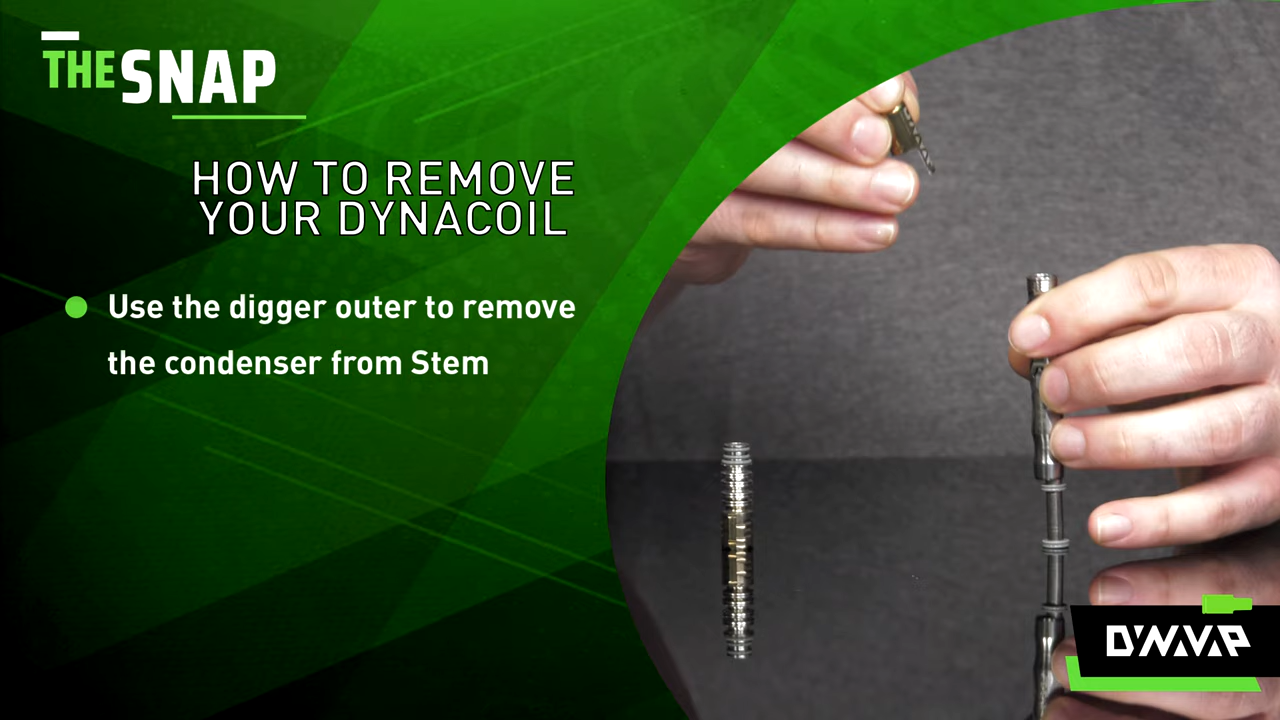 THE SNAP
HOW TO REMOVE
YOUR DYNACOIL
Use the digger outer to remove
the condenser from Stem
DYNAVAP